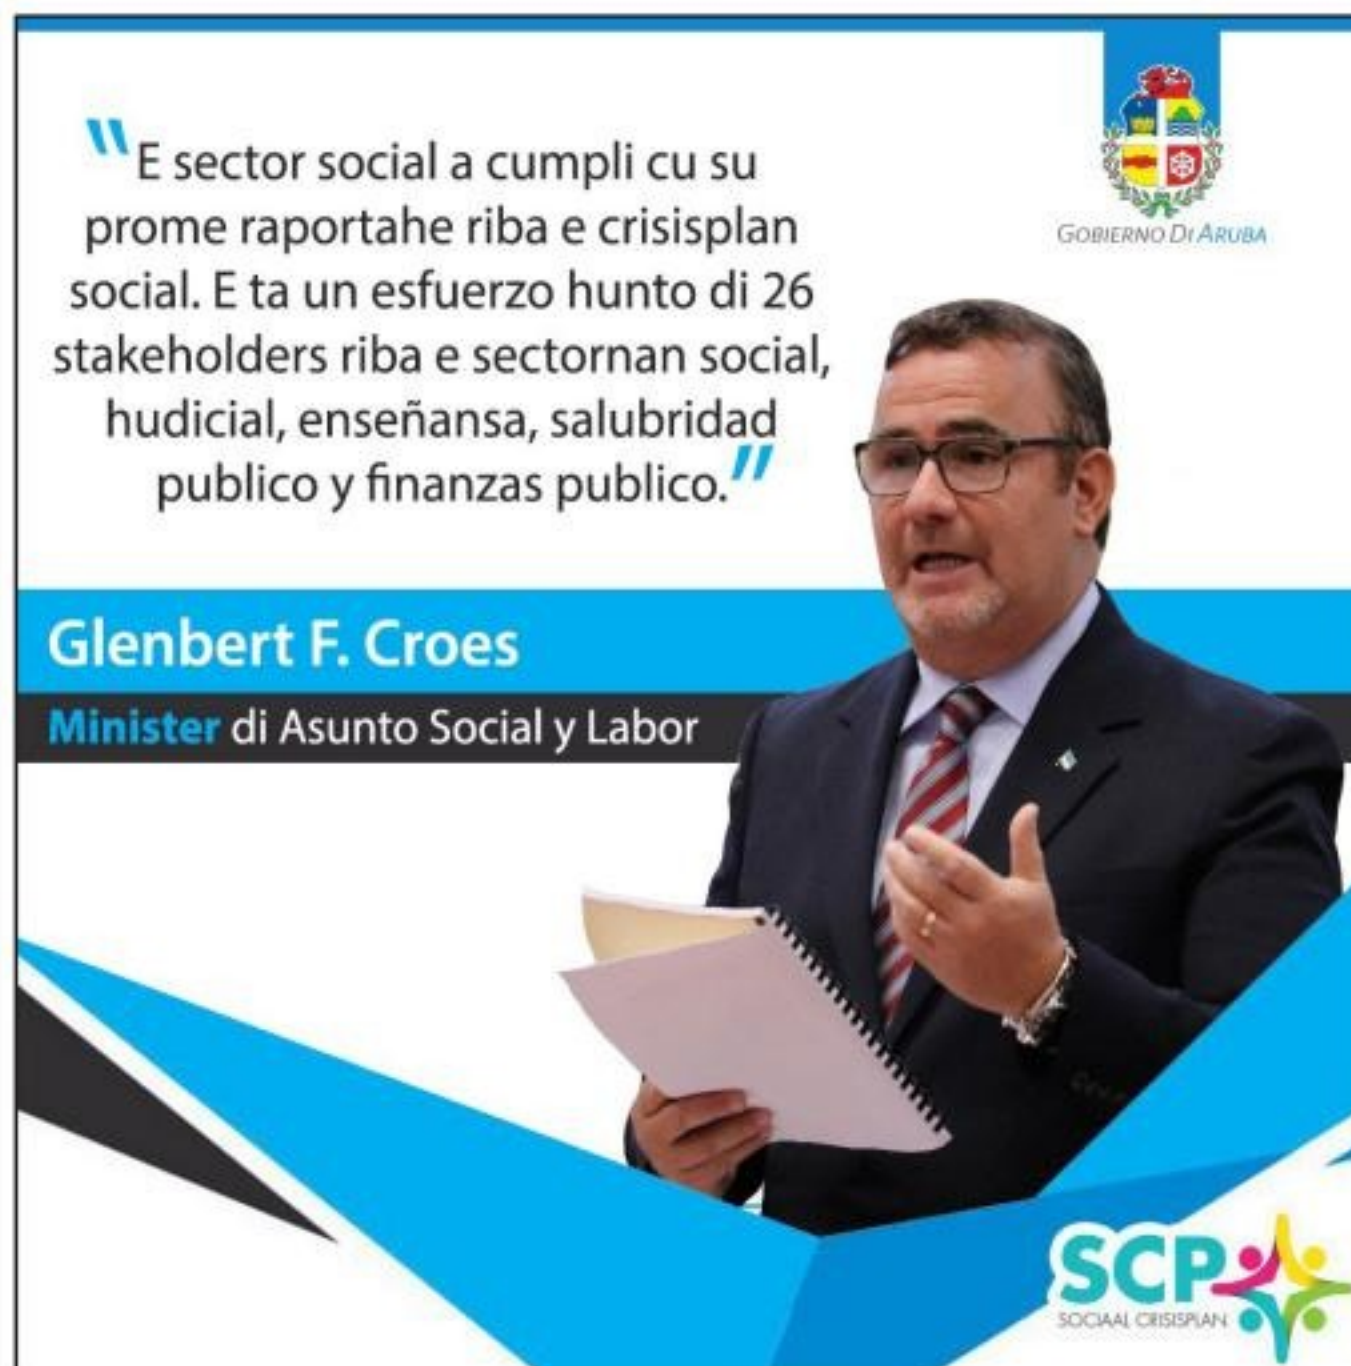 "E sector social a cumpli cu su
prome raportahe riba e crisisplan
social. E ta un esfuerzo hunto di 26
stakeholders riba e sectornan social,
hudicial, enseñansa, salubridad
publico y finanzas publico."
GOBIERNO DI ARUBA
Glenbert F. Croes
Minister di Asunto Social y Labor
SCP
SOCIAAL CRISISPLAN